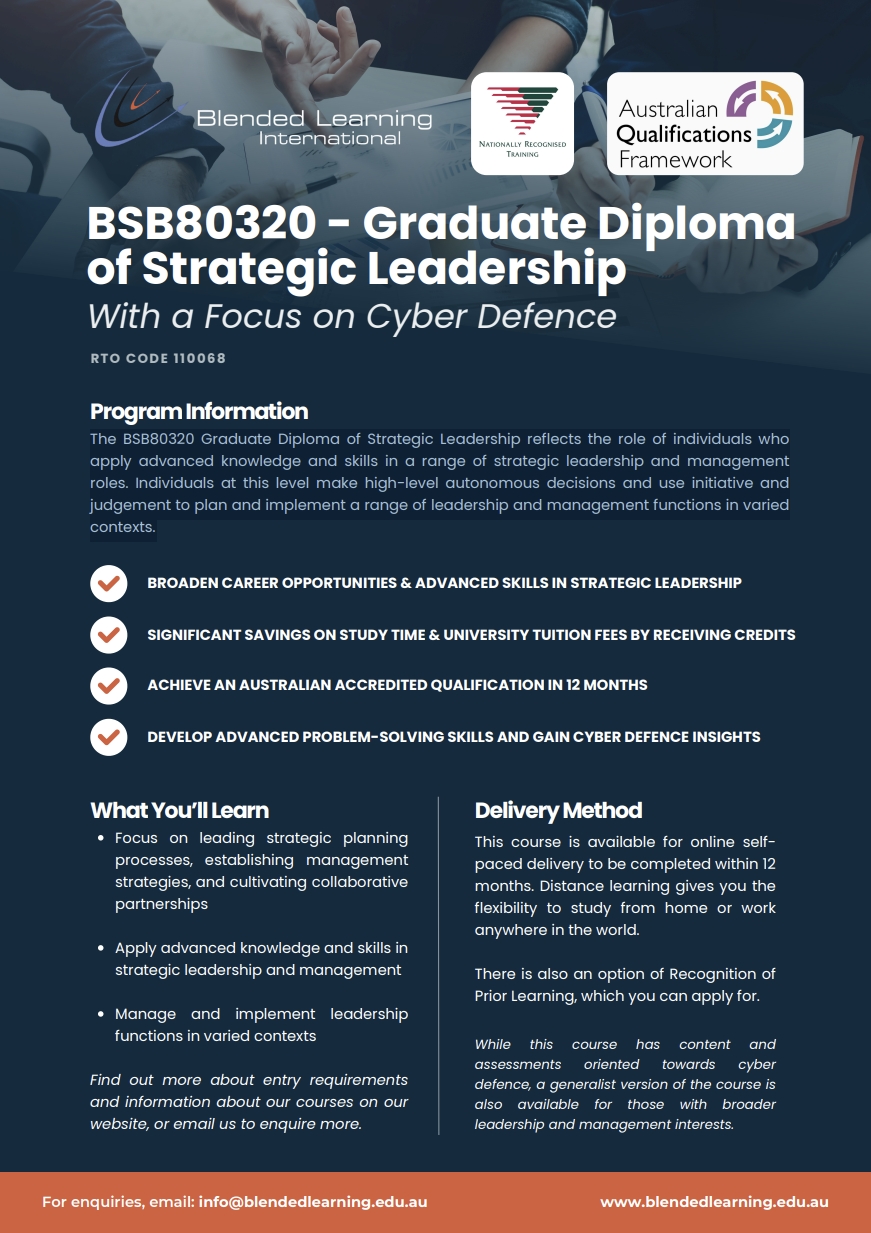 Blended Learning
International
NATIONALLY RECOGNISED
TRAINING
Australian
Qualifications
Framework
BSB80320 - Graduate Diploma
of Strategic Leadership
With a Focus on Cyber Defence
RTO CODE 110068
Program Information
The BSB80320 Graduate Diploma of Strategic Leadership reflects the role of individuals who
apply advanced knowledge and skills in a range of strategic leadership and management
roles. Individuals at this level make high-level autonomous decisions and use initiative and
judgement to plan and implement a range of leadership and management functions in varied
contexts.
BROADEN CAREER OPPORTUNITIES & ADVANCED SKILLS IN STRATEGIC LEADERSHIP
SIGNIFICANT SAVINGS ON STUDY TIME & UNIVERSITY TUITION FEES BY RECEIVING CREDITS
ACHIEVE AN AUSTRALIAN ACCREDITED QUALIFICATION IN 12 MONTHS
DEVELOP ADVANCED PROBLEM-SOLVING SKILLS AND GAIN CYBER DEFENCE INSIGHTS
What You'll Learn
• Focus on leading strategic planning
processes, establishing management
strategies, and cultivating collaborative
partnerships
• Apply advanced knowledge and skills in
strategic leadership and management
• Manage and implement leadership
functions in varied contexts
Find out more about entry requirements
and information about our courses on our
website, or email us to enquire more.
Delivery Method
This course is available for online self-
paced delivery to be completed within 12
months. Distance learning gives you the
flexibility to study from home or work
anywhere in the world.
There is also an option of Recognition of
Prior Learning, which you can apply for.
While this course has content and
assessments oriented towards cyber
defence, a generalist version of the course is
also available for those with broader
leadership and management interests.
For enquiries, email: info@blendedlearning.edu.au
www.blendedlearning.edu.au